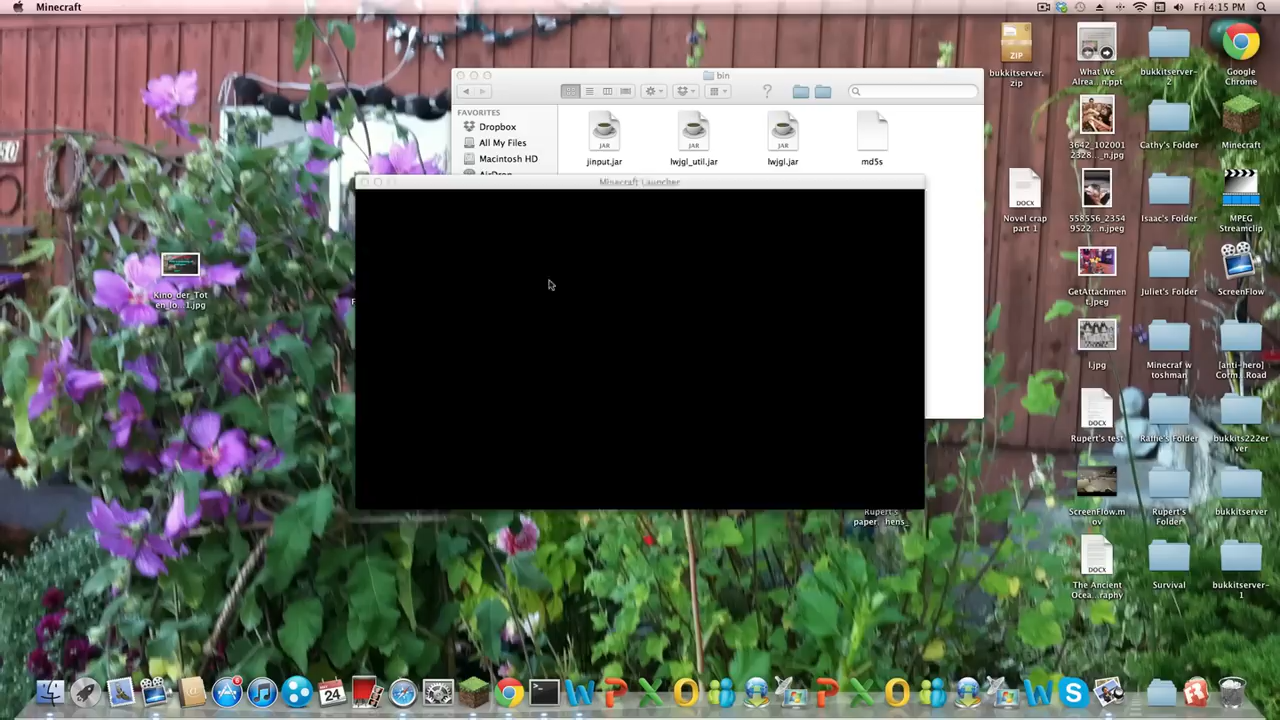 Minecraft
Fri 4:15 PM
bin
FAVORITES
Dropbox
All My Files
Macintosh HD
AirDrop
JAR
jinput.jar
JAR
lwjgl_util.jar
JAR
lwjgl.jar
md5s
Minecraft Launcher
Kino-der_Tot
en_lo...1.jpg
Rupert's
paper..hens_
ZIP
bukkitserver.
zip
What We
Alrea...n.ppt
bukkitserver-
2
Google
Chrome
3642_102001
2328..._n.jpg
Cathy's Folder
Minecraft
DOCX
Novel crap
part 1
558556_2354
9522...n.jpeg
Isaac's Folder
MPEG
Streamclip
GetAttachmen
t.jpeg
Juliet's Folder
ScreenFlow
l.jpg
Minecraf w
toshman
[anti-hero]
Corn... Road
DOCX
Rupert's test
Raffie's Folder
bukkits222er
ver
ScreenFlow.m
ov
Rupert's
Folder
bukkitserver
DOCX
The Ancient
Ocea...raphy
Survival
bukkitserver-
1
24